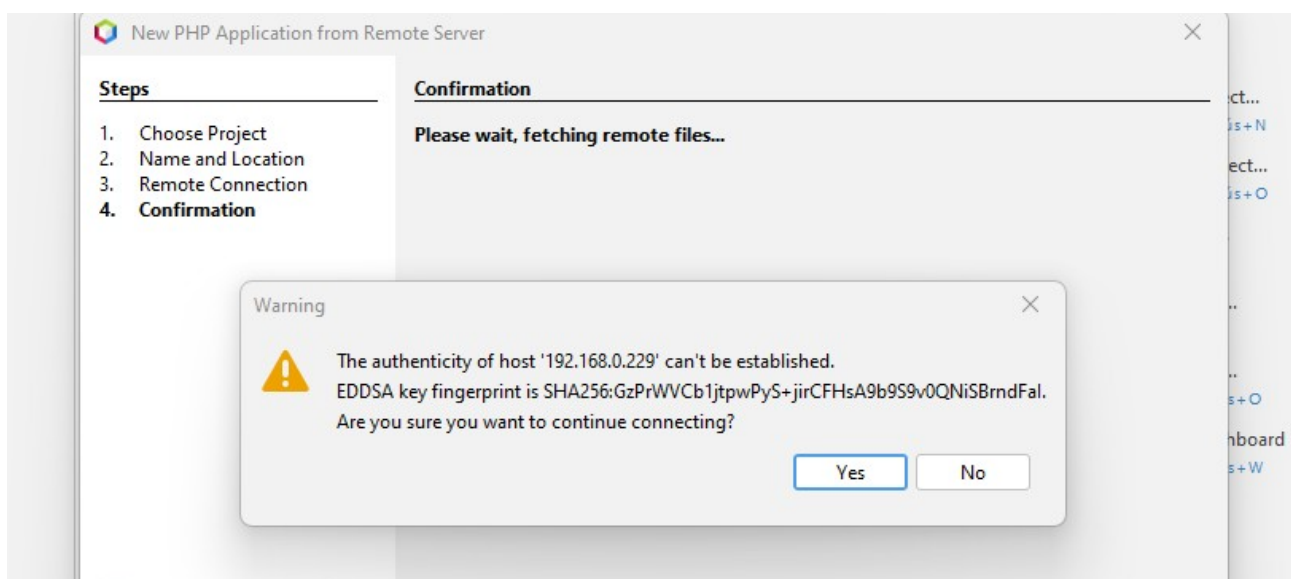 New PHP Application from Remote Server
Steps
1. Choose Project
2. Name and Location
3. Remote Connection
4. Confirmation
Confirmation
Please wait, fetching remote files...
Warning
The authenticity of host '192.168.0.229' can't be established.
EDDSA key fingerprint is SHA256:GzPrWVCb1jtpwPyS+jirCFHsA9b9S9v0QNiSBrndFaI.
Are you sure you want to continue connecting?
Yes No
ct...
s+N
ect...
s+O
..
..
s+O
hboard
s+W